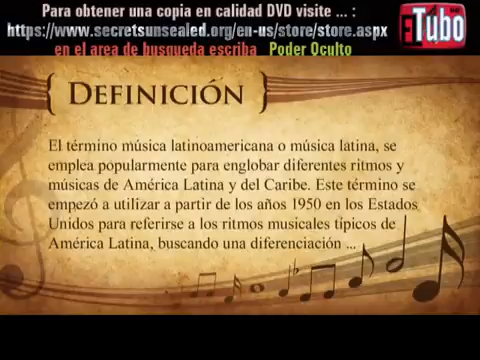 Para obtener una copia en calidad DVD visite ... :
https://www.secretsunsealed.org/en-us/store/store.aspx
en el area de busqueda escriba Poder Oculto
El Tubo
{ DEFINICIÓN }
El término música latinoamericana o música latina, se
emplea popularmente para englobar diferentes ritmos y
músicas de América Latina y del Caribe. Este término se
empezó a utilizar a partir de los años 1950 en los Estados
Unidos para referirse a los ritmos musicales típicos de
América Latina, buscando una diferenciación ...